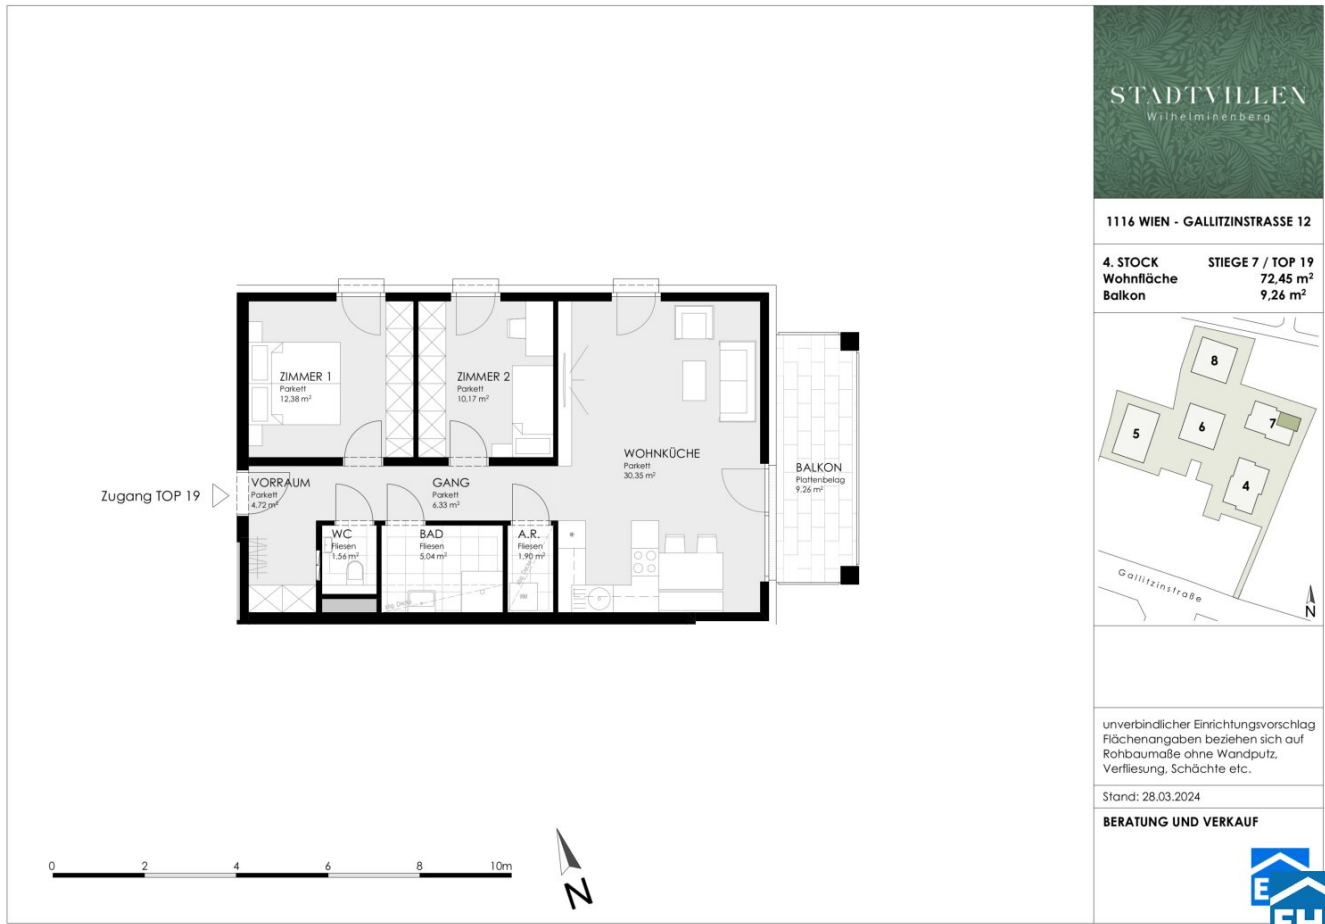 STADTVILLEN
Wilhelminenberg
1116 WIEN - GALLITZINSTRASSE 12
4. STOCK STIEGE 7 / TOP 19
Wohnfläche 72,45 m²
Balkon 9,26 m²
8
7
6
5
4
Gallitzinstraße
N
unverbindlicher Einrichtungsvorschlag
Flächenangaben beziehen sich auf
Rohbaumaße ohne Wandputz,
Verfliesung, Schächte etc.
Stand: 28.03.2024
BERATUNG UND VERKAUF
E
EH
ZIMMER 1
Parkett
12,38 m²
ZIMMER 2
Parkett
10,17 m²
WOHNKÜCHE
Parkett
30,35 m²
BALKON
Plattenbelag
9,26 m²
Zugang TOP 19
VORRAUM
Parkett
4,72 m²
GANG
Parkett
6,33 m²
WC
Fliesen
1,56 m²
BAD
Fliesen
5,04 m²
A.R.
Fliesen
1,90 m²
0 2 4 6 8 10m
N